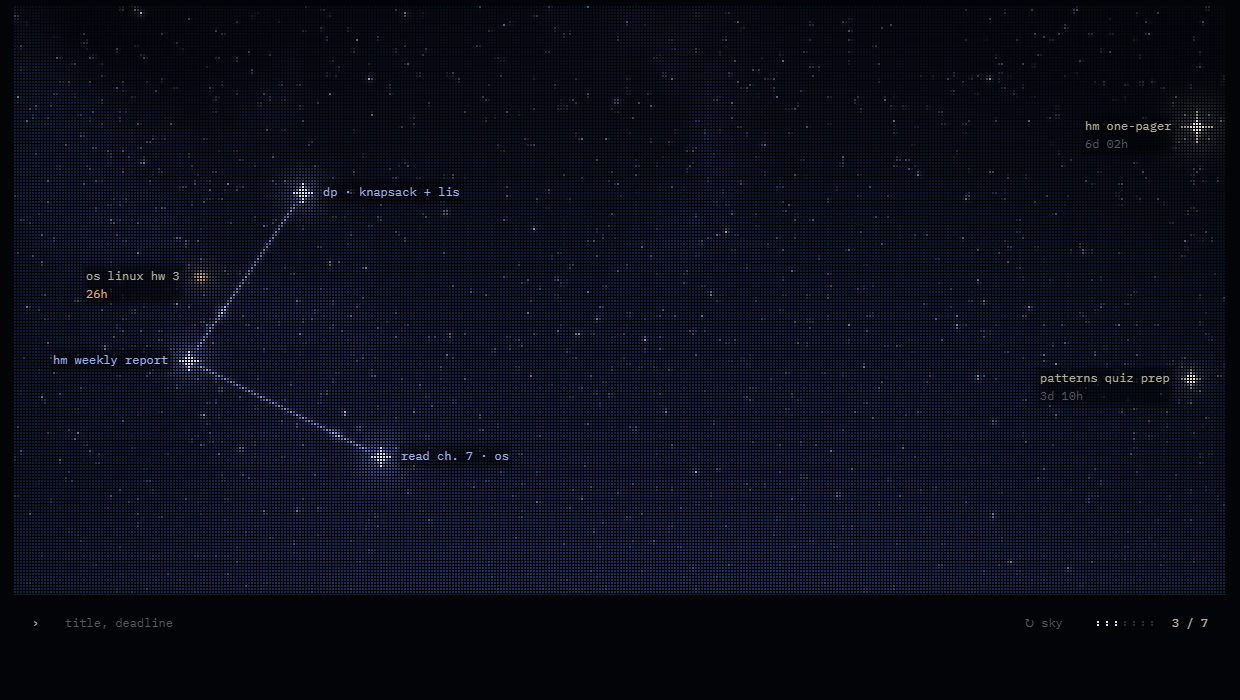 hm one-pager
6d 02h
dp · knapsack + lis
os linux hw 3
26h
hm weekly report
patterns quiz prep
3d 10h
read ch. 7 · os
› title, deadline
↻ sky
3 / 7